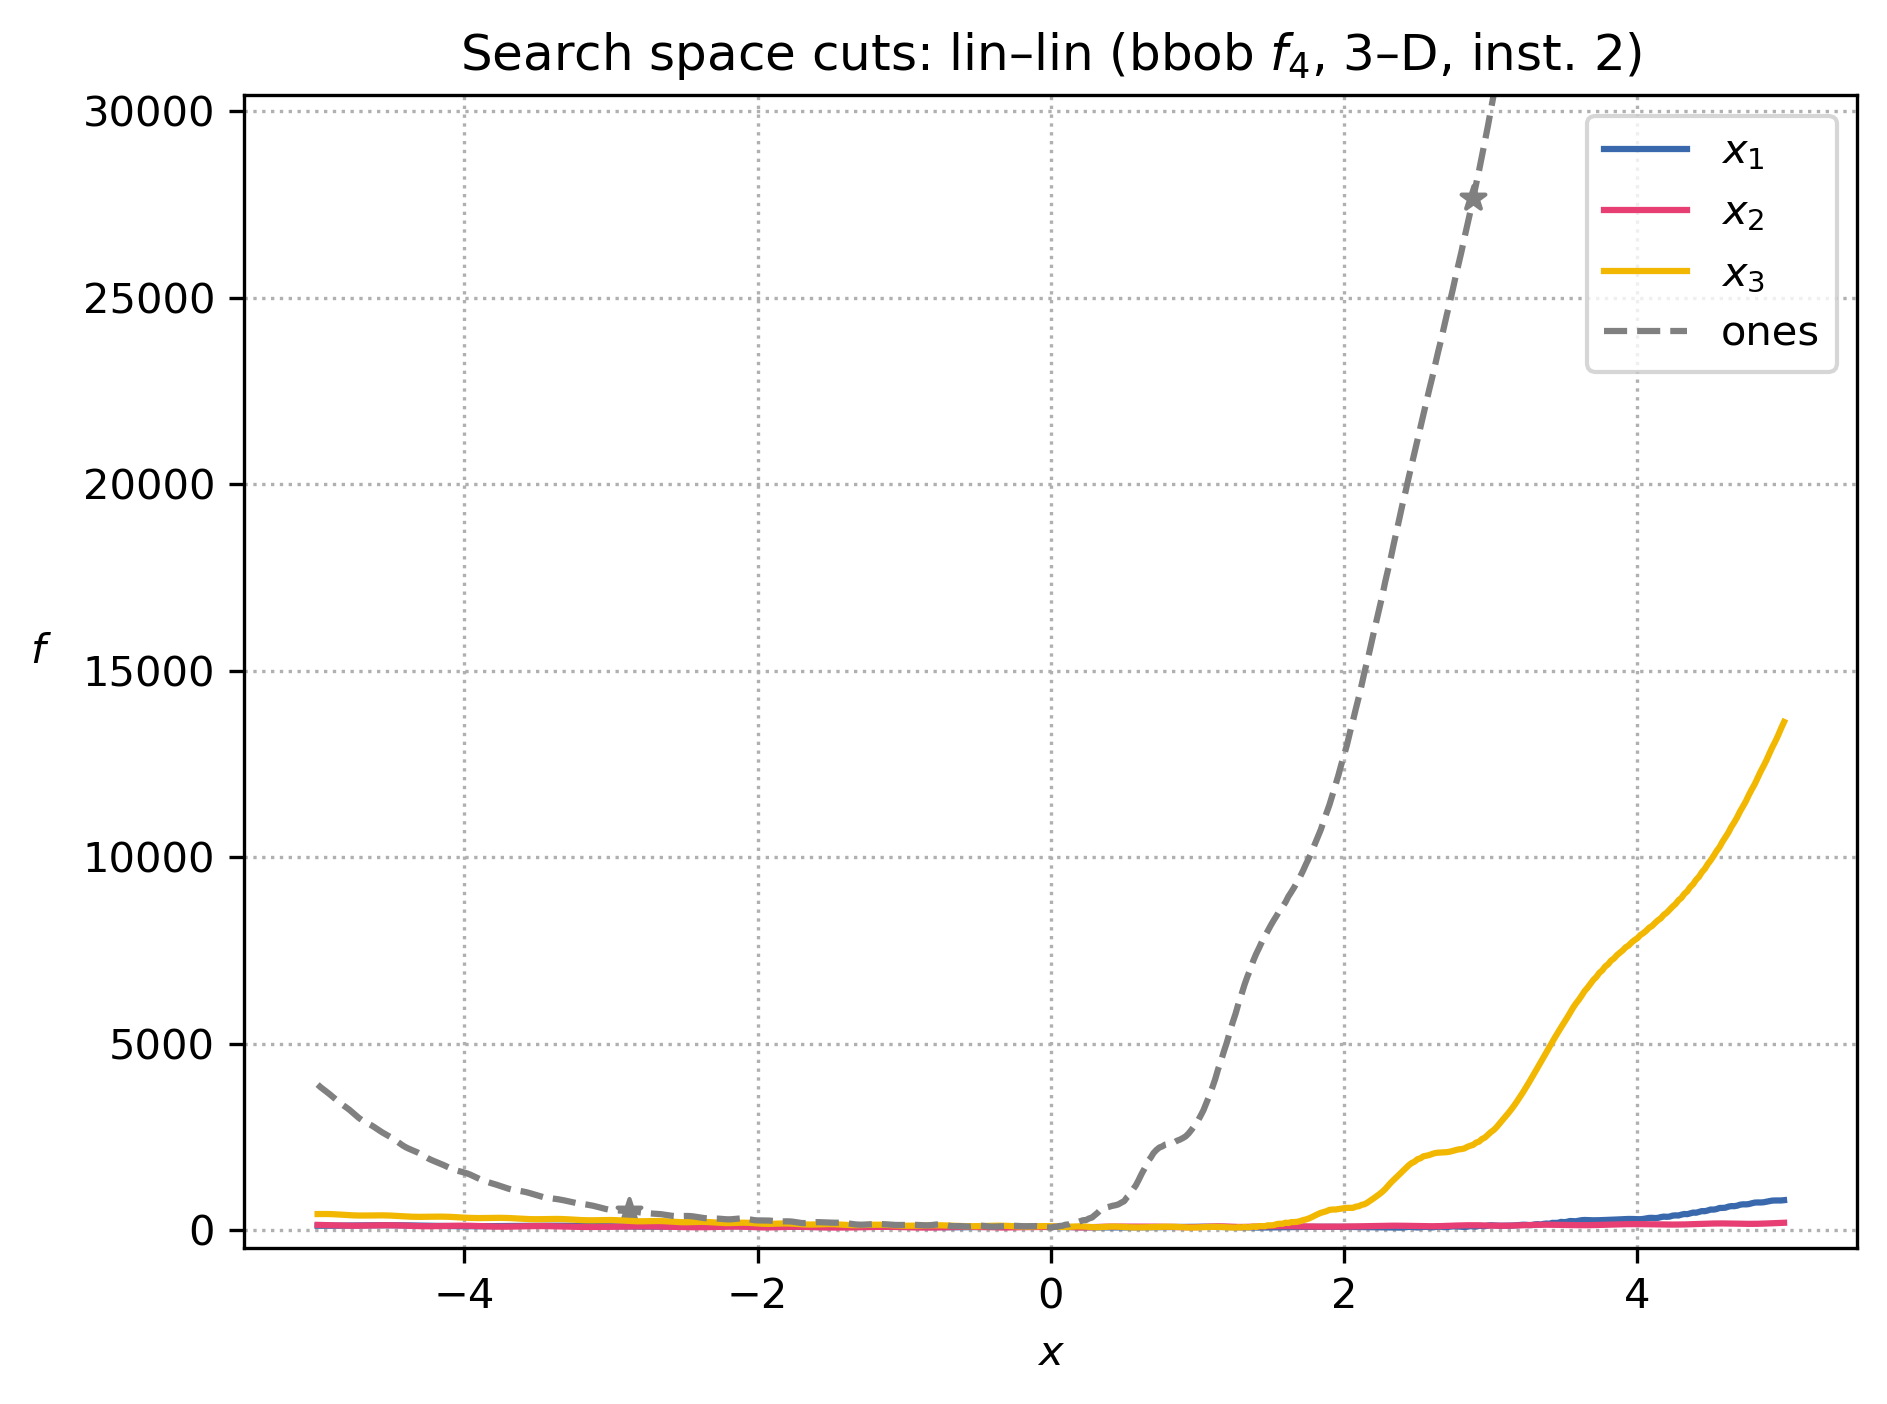 Search space cuts: lin–lin (bbob f₄, 3–D, inst. 2)
30000
25000
20000
15000
10000
5000
0
f
x₁
x₂
x₃
ones
−4
−2
0
2
4
x